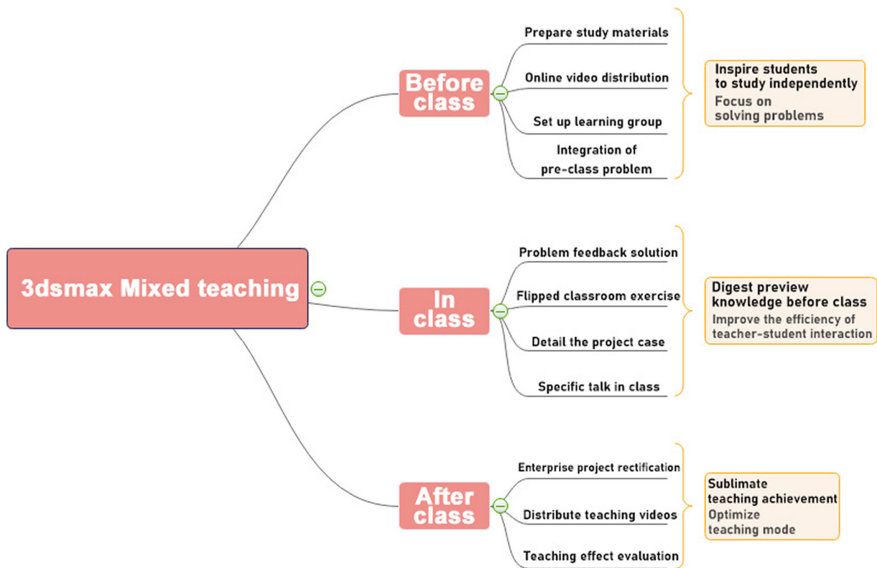 3dsmax Mixed teaching
Before
class
Prepare study materials
Online video distribution
Set up learning group
Integration of
pre-class problem
Inspire students
to study independently
Focus on
solving problems
In
class
Problem feedback solution
Flipped classroom exercise
Detail the project case
Specific talk in class
Digest preview
knowledge before class
Improve the efficiency of
teacher-student interaction
After
class
Enterprise project rectification
Distribute teaching videos
Teaching effect evaluation
Sublimate
teaching achievement
Optimize
teaching mode